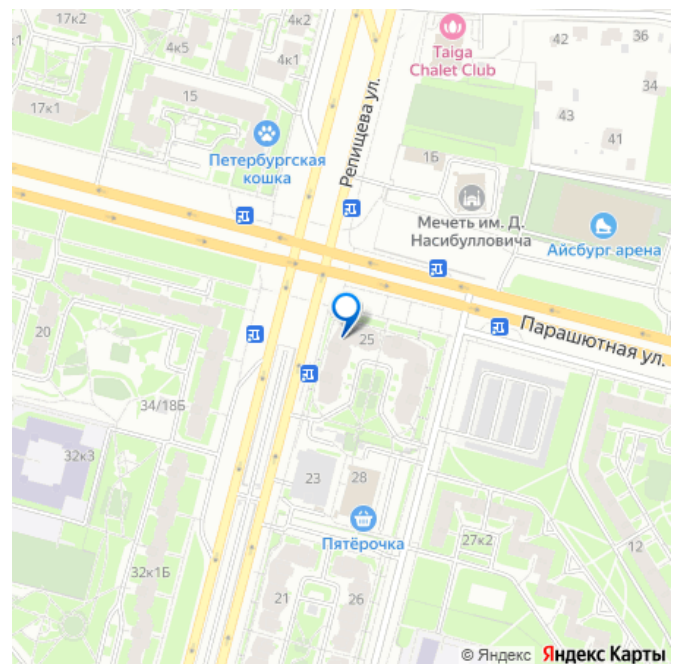 17к2
4к2
4к5
4к1
17к1
15
Петербургская
кошка
Репищева ул.
Taiga
Chalet Club
42
36
34
43
41
1Б
Мечеть им. Д.
Насибулловича
Айсбург арена
Парашютная ул.
20
25
34/18Б
32к3
23
28
Пятёрочка
27к2
12
32к1Б
21
26
© Яндекс Яндекс Карты